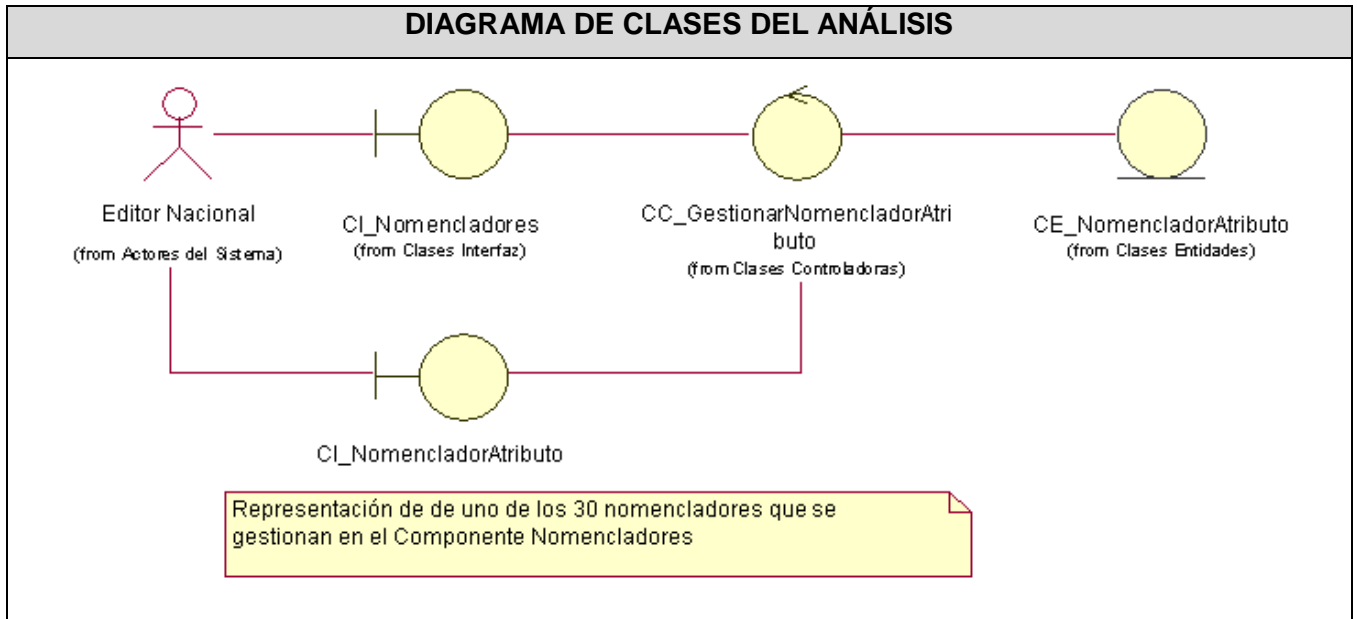 DIAGRAMA DE CLASES DEL ANÁLISIS
Editor Nacional
(from Actores del Sistema)
CI_Nomencladores
(from Clases Interfaz)
CC_GestionarNomencladorAtri
buto
(from Clases Controladoras)
CE_NomencladorAtributo
(from Clases Entidades)
CI_NomencladorAtributo
Representación de de uno de los 30 nomencladores que se
gestionan en el Componente Nomencladores